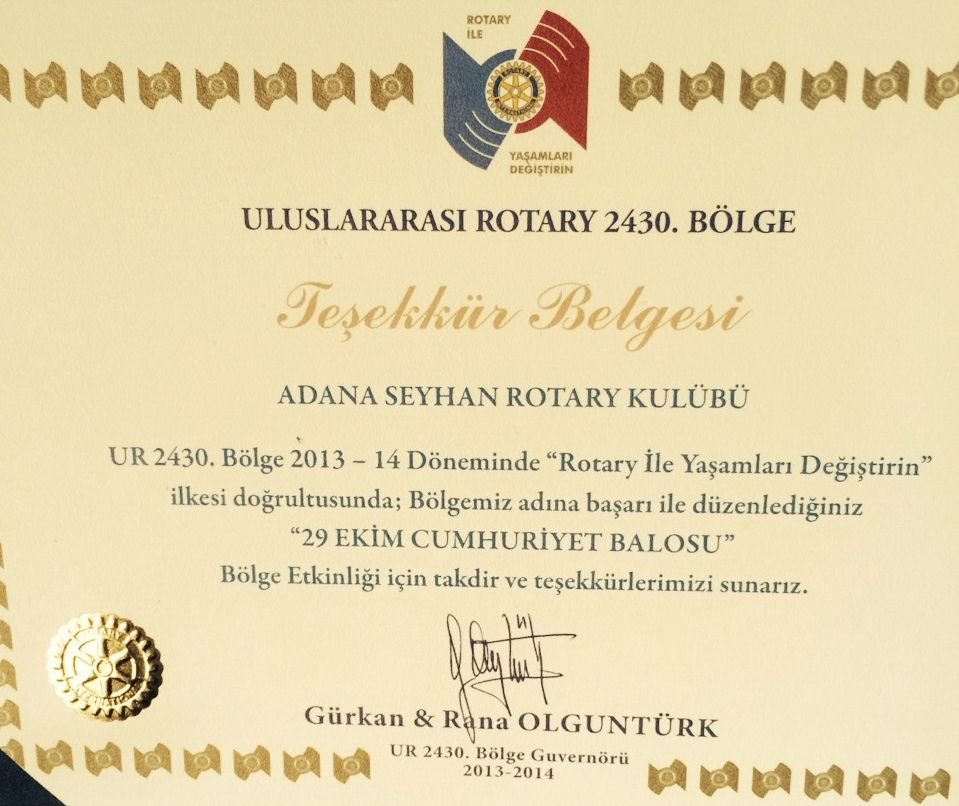 ROTARY
İLE
YAŞAMLARI
DEĞİŞTİRİN
ULUSLARARASI ROTARY 2430. BÖLGE
Teşekkür Belgesi
ADANA SEYHAN ROTARY KULÜBÜ
UR 2430. Bölge 2013 – 14 Döneminde “Rotary İle Yaşamları Değiştirin”
ilkesi doğrultusunda; Bölgemiz adına başarı ile düzenlediğiniz
“29 EKİM CUMHURİYET BALOSU”
Bölge Etkinliği için takdir ve teşekkürlerimizi sunarız.
Gürkan & Rana OLGUNTÜRK
UR 2430. Bölge Guvernörü
2013-2014
ROTARY
INTERNATIONAL